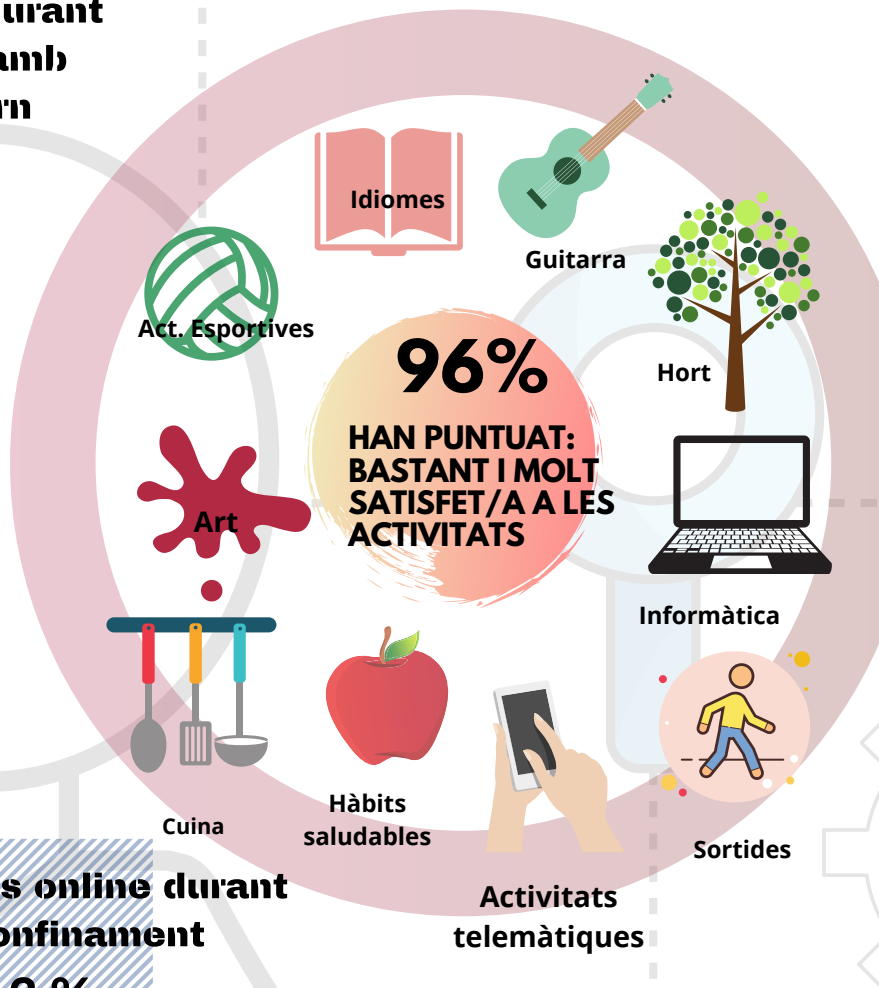 urant
amb
rn
Idiomes
Guitarra
Act. Esportives
Hort
96%
HAN PUNTUAT:
BASTANT I MOLT
SATISFET/A A LES
ACTIVITATS
Art
Informàtica
Cuina
Hàbits
saludables
Sortides
Activitats
telemàtiques
s online durant
onfinament
%